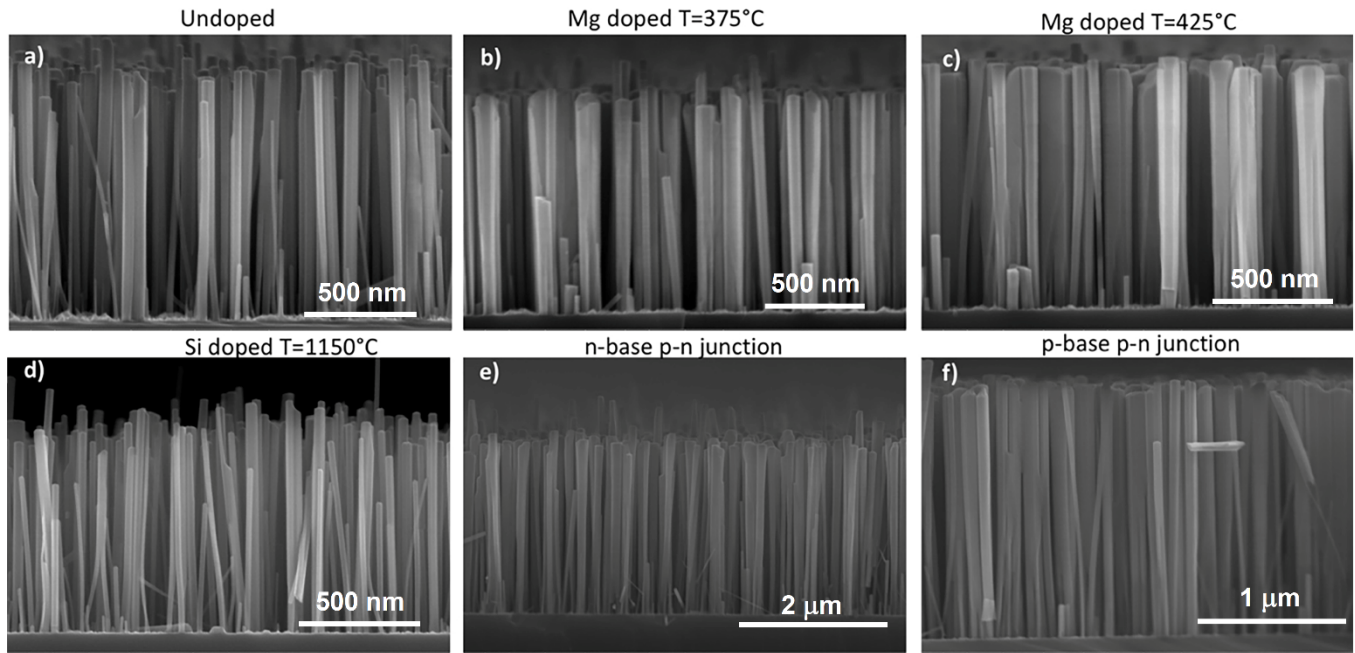 Undoped
Mg doped T=375°C
Mg doped T=425°C
a)
b)
c)
500 nm
500 nm
500 nm
Si doped T=1150°C
n-base p-n junction
p-base p-n junction
d)
e)
f)
500 nm
2 μm
1 μm